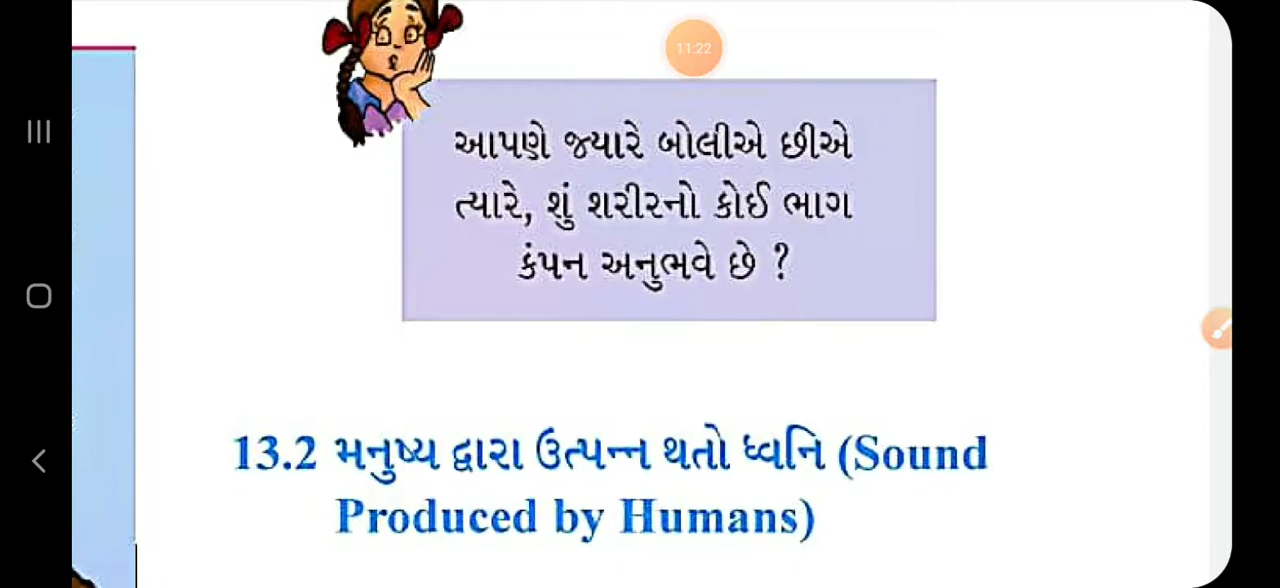 11:22
આપણે જ્યારે બોલીએ છીએ
ત્યારે, શું શરીરનો કોઈ ભાગ
કંપન અનુભવે છે ?
13.2 મનુષ્ય દ્વારા ઉત્પન્ન થતો ધ્વનિ (Sound
Produced by Humans)